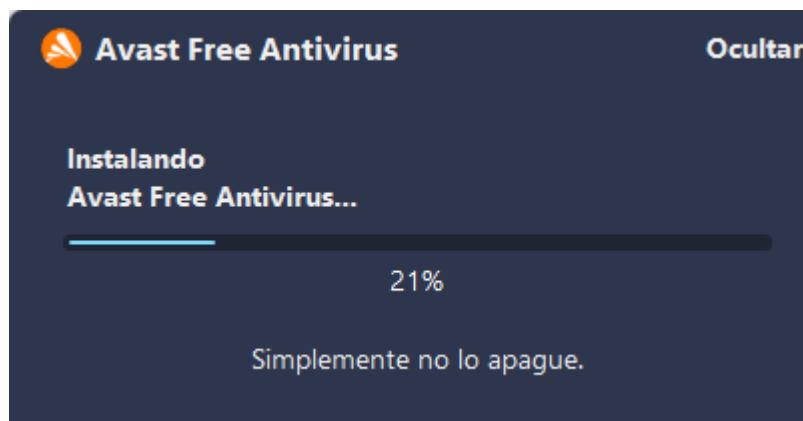 Avast Free Antivirus
Ocultar
Instalando
Avast Free Antivirus...
21%
Simplemente no lo apague.